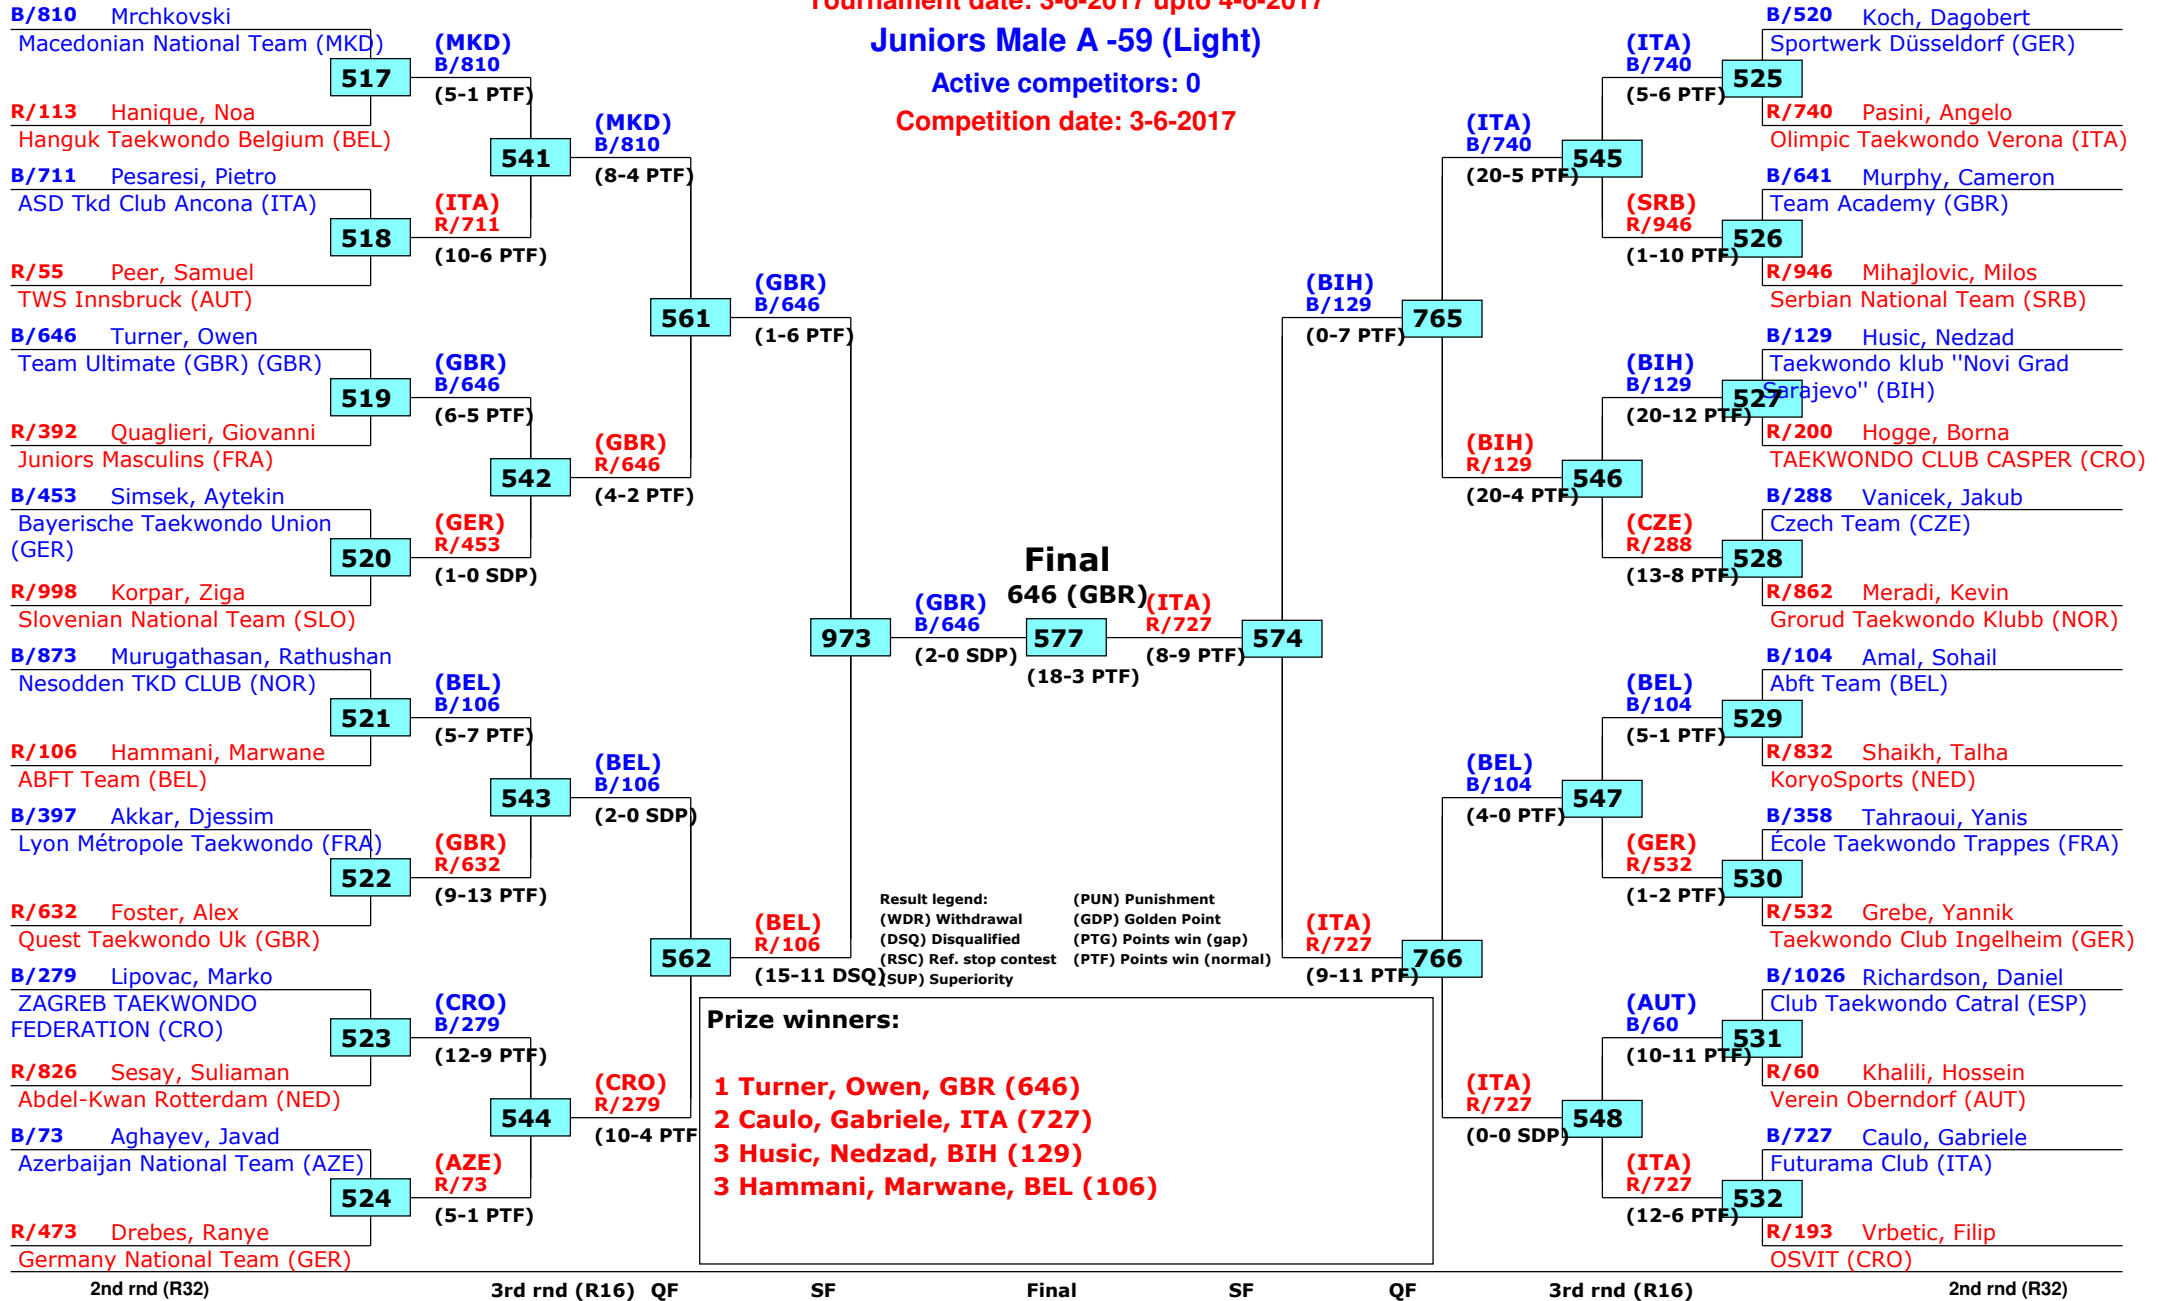 Tournament date: 3-6-2017 upto 4-6-2017
Juniors Male A -59 (Light)
Active competitors: 0
Competition date: 3-6-2017
B/810 Mrchkovski
Macedonian National Team (MKD)
517
R/113 Hanique, Noa
Hanguk Taekwondo Belgium (BEL)
B/711 Pesaresi, Pietro
ASD Tkd Club Ancona (ITA)
518
R/55 Peer, Samuel
TWS Innsbruck (AUT)
B/646 Turner, Owen
Team Ultimate (GBR) (GBR)
519
R/392 Quaglieri, Giovanni
Juniors Masculins (FRA)
B/453 Simsek, Aytekin
Bayerische Taekwondo Union
(GER)
520
R/998 Korpar, Ziga
Slovenian National Team (SLO)
B/873 Murugathasan, Rathushan
Nesodden TKD CLUB (NOR)
521
R/106 Hammani, Marwane
ABFT Team (BEL)
B/397 Akkar, Djessim
Lyon Métropole Taekwondo (FRA)
522
R/632 Foster, Alex
Quest Taekwondo Uk (GBR)
B/279 Lipovac, Marko
ZAGREB TAEKWONDO
FEDERATION (CRO)
523
R/826 Sesay, Suliaman
Abdel-Kwan Rotterdam (NED)
B/73 Aghayev, Javad
Azerbaijan National Team (AZE)
524
R/473 Drebes, Ranye
Germany National Team (GER)
(MKD)
B/810
(5-1 PTF)
541
(ITA)
R/711
(10-6 PTF)
(GBR)
B/646
(6-5 PTF)
542
(GER)
R/453
(1-0 SDP)
(BEL)
B/106
(5-7 PTF)
543
(GBR)
R/632
(9-13 PTF)
(CRO)
B/279
(12-9 PTF)
544
(AZE)
R/73
(5-1 PTF)
(MKD)
B/810
(8-4 PTF)
561
(GBR)
R/646
(4-2 PTF)
(BEL)
B/106
(2-0 SDP)
562
(CRO)
R/279
(10-4 PTF
(GBR)
B/646
(1-6 PTF)
973
(BEL)
R/106
(15-11 DSQ)
(GBR)
B/646
(2-0 SDP)
Final
646 (GBR)
577
(18-3 PTF)
(ITA)
R/727
(8-9 PTF)
574
(BIH)
B/129
(0-7 PTF)
765
(ITA)
R/727
(9-11 PTF)
766
(ITA)
B/740
(20-5 PTF)
545
(BIH)
R/129
(20-4 PTF)
546
(BEL)
B/104
(4-0 PTF)
547
(ITA)
R/727
(0-0 SDP)
548
(ITA)
B/740
(5-6 PTF)
(SRB)
R/946
(1-10 PTF)
(BIH)
B/129
(20-12 PTF)
(CZE)
R/288
(13-8 PTF)
(BEL)
B/104
(5-1 PTF)
(GER)
R/532
(1-2 PTF)
(AUT)
B/60
(10-11 PTF)
(ITA)
R/727
(12-6 PTF)
B/520 Koch, Dagobert
Sportwerk Düsseldorf (GER)
525
R/740 Pasini, Angelo
Olimpic Taekwondo Verona (ITA)
B/641 Murphy, Cameron
Team Academy (GBR)
526
R/946 Mihajlovic, Milos
Serbian National Team (SRB)
B/129 Husic, Nedzad
Taekwondo klub "Novi Grad
Sarajevo" (BIH)
527
R/200 Hogge, Borna
TAEKWONDO CLUB CASPER (CRO)
B/288 Vanicek, Jakub
Czech Team (CZE)
528
R/862 Meradi, Kevin
Grorud Taekwondo Klubb (NOR)
B/104 Amal, Sohail
Abft Team (BEL)
529
R/832 Shaikh, Talha
KoryoSports (NED)
B/358 Tahraoui, Yanis
École Taekwondo Trappes (FRA)
530
R/532 Grebe, Yannik
Taekwondo Club Ingelheim (GER)
B/1026 Richardson, Daniel
Club Taekwondo Catral (ESP)
531
R/60 Khalili, Hossein
Verein Oberndorf (AUT)
B/727 Caulo, Gabriele
Futurama Club (ITA)
532
R/193 Vrbetic, Filip
OSVIT (CRO)
Result legend: (PUN) Punishment
(WDR) Withdrawal (GDP) Golden Point
(DSQ) Disqualified (PTG) Points win (gap)
(RSC) Ref. stop contest (PTF) Points win (normal)
(SUP) Superiority
Prize winners:
1 Turner, Owen, GBR (646)
2 Caulo, Gabriele, ITA (727)
3 Husic, Nedzad, BIH (129)
3 Hammani, Marwane, BEL (106)
2nd rnd (R32) 3rd rnd (R16) QF SF Final SF QF 3rd rnd (R16) 2nd rnd (R32)